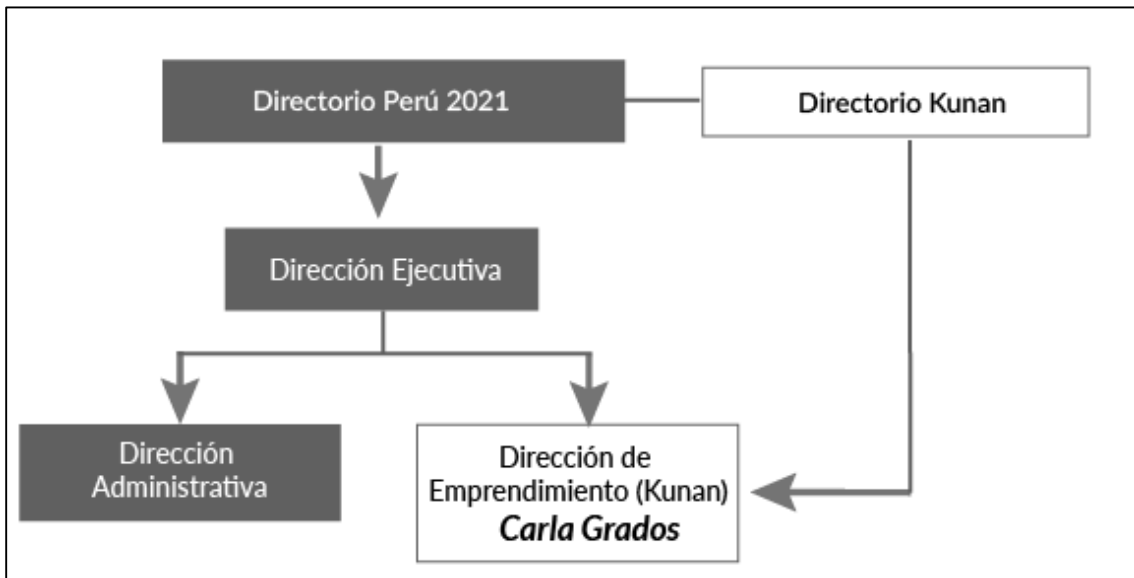 Directorio Perú 2021
Directorio Kunan
Dirección Ejecutiva
Dirección
Administrativa
Dirección de
Emprendimiento (Kunan)
Carla Grados